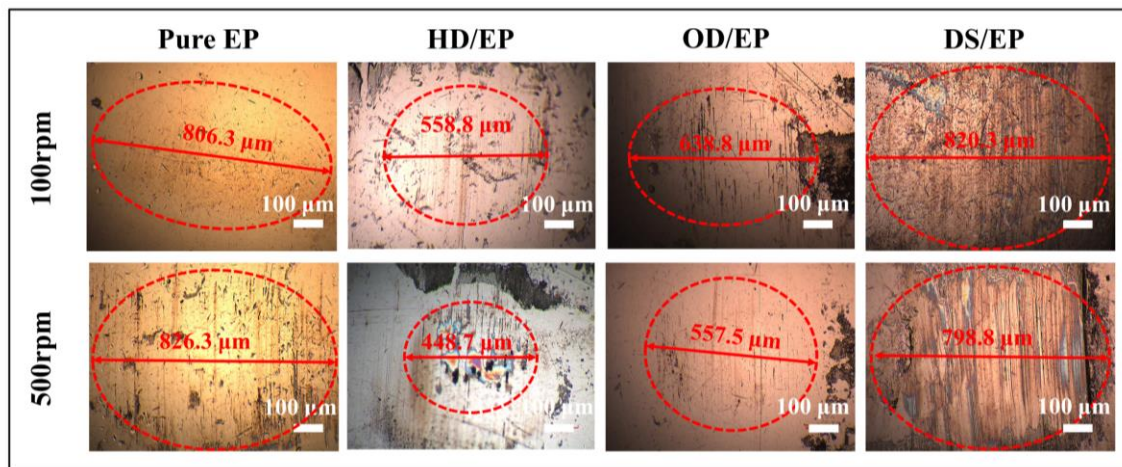 Pure EP HD/EP OD/EP DS/EP
100rpm
806.3 µm 558.8 µm 638.8 µm 820.3 µm
100 µm 100 µm 100 µm 100 µm
500rpm
826.3 µm 448.7 µm 557.5 µm 798.8 µm
100 µm 100 µm 100 µm 100 µm